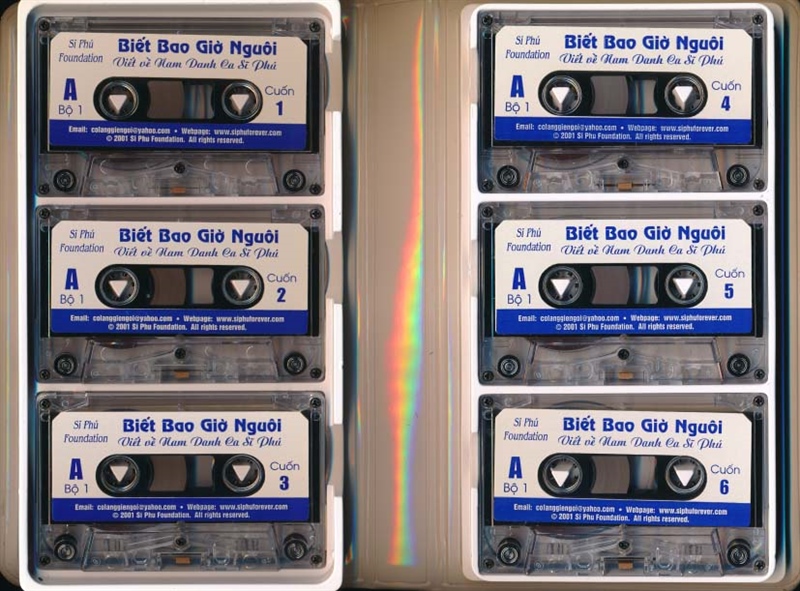 Sĩ Phú
Foundation
Biết Bao Giờ Nguôi
Viết về Nam Danh Ca Sĩ Phú
A
Bộ 1
Cuốn
1
Email: colanggiengoi@yahoo.com • Webpage: www.siphuforever.com
© 2001 Si Phu Foundation. All rights reserved.
Sĩ Phú
Foundation
Biết Bao Giờ Nguôi
Viết về Nam Danh Ca Sĩ Phú
A
Bộ 1
Cuốn
2
Email: colanggiengoi@yahoo.com • Webpage: www.siphuforever.com
© 2001 Si Phu Foundation. All rights reserved.
Sĩ Phú
Foundation
Biết Bao Giờ Nguôi
Viết về Nam Danh Ca Sĩ Phú
A
Bộ 1
Cuốn
3
Email: colanggiengoi@yahoo.com • Webpage: www.siphuforever.com
© 2001 Si Phu Foundation. All rights reserved.
Sĩ Phú
Foundation
Biết Bao Giờ Nguôi
Viết về Nam Danh Ca Sĩ Phú
A
Bộ 1
Cuốn
4
Email: colanggiengoi@yahoo.com • Webpage: www.siphuforever.com
© 2001 Si Phu Foundation. All rights reserved.
Sĩ Phú
Foundation
Biết Bao Giờ Nguôi
Viết về Nam Danh Ca Sĩ Phú
A
Bộ 1
Cuốn
5
Email: colanggiengoi@yahoo.com • Webpage: www.siphuforever.com
© 2001 Si Phu Foundation. All rights reserved.
Sĩ Phú
Foundation
Biết Bao Giờ Nguôi
Viết về Nam Danh Ca Sĩ Phú
A
Bộ 1
Cuốn
6
Email: colanggiengoi@yahoo.com • Webpage: www.siphuforever.com
© 2001 Si Phu Foundation. All rights reserved.